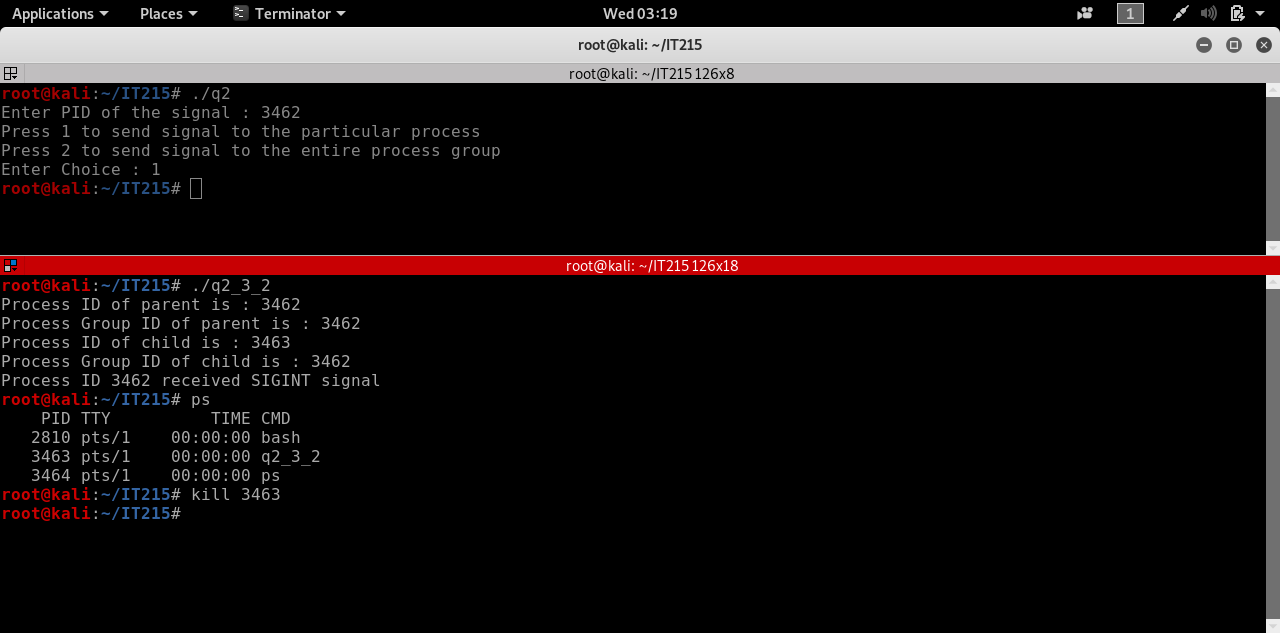 Applications Places Terminator Wed 03:19 1
root@kali: ~/IT215
root@kali: ~/IT215 126x8
root@kali:~/IT215# ./q2
Enter PID of the signal : 3462
Press 1 to send signal to the particular process
Press 2 to send signal to the entire process group
Enter Choice : 1
root@kali:~/IT215#
root@kali: ~/IT215 126x18
root@kali:~/IT215# ./q2_3_2
Process ID of parent is : 3462
Process Group ID of parent is : 3462
Process ID of child is : 3463
Process Group ID of child is : 3462
Process ID 3462 received SIGINT signal
root@kali:~/IT215# ps
    PID TTY          TIME CMD
   2810 pts/1    00:00:00 bash
   3463 pts/1    00:00:00 q2_3_2
   3464 pts/1    00:00:00 ps
root@kali:~/IT215# kill 3463
root@kali:~/IT215#